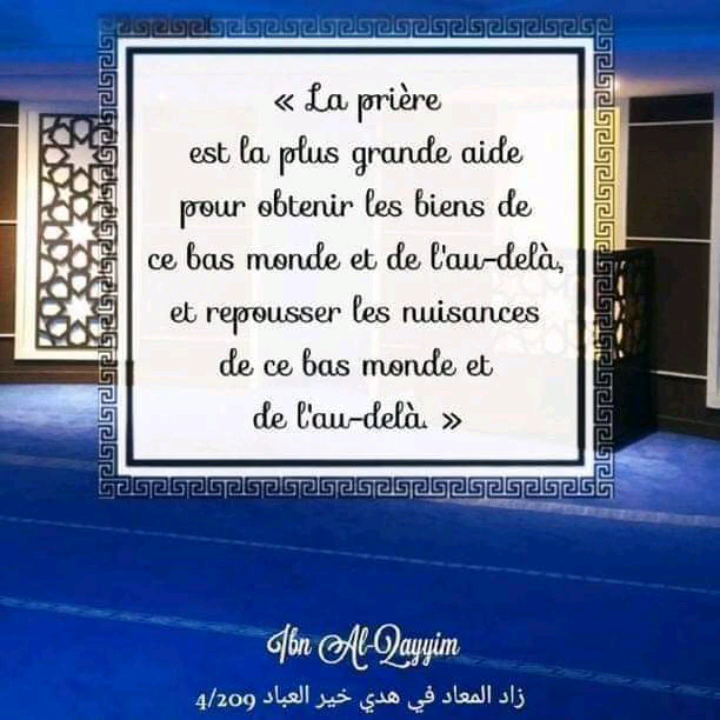 « La prière
est la plus grande aide
pour obtenir les biens de
ce bas monde et de l'au-delà,
et repousser les nuisances
de ce bas monde et
de l'au-delà. »
Ibn Al-Qayyim
زاد المعاد في هدي خير العباد 4/209